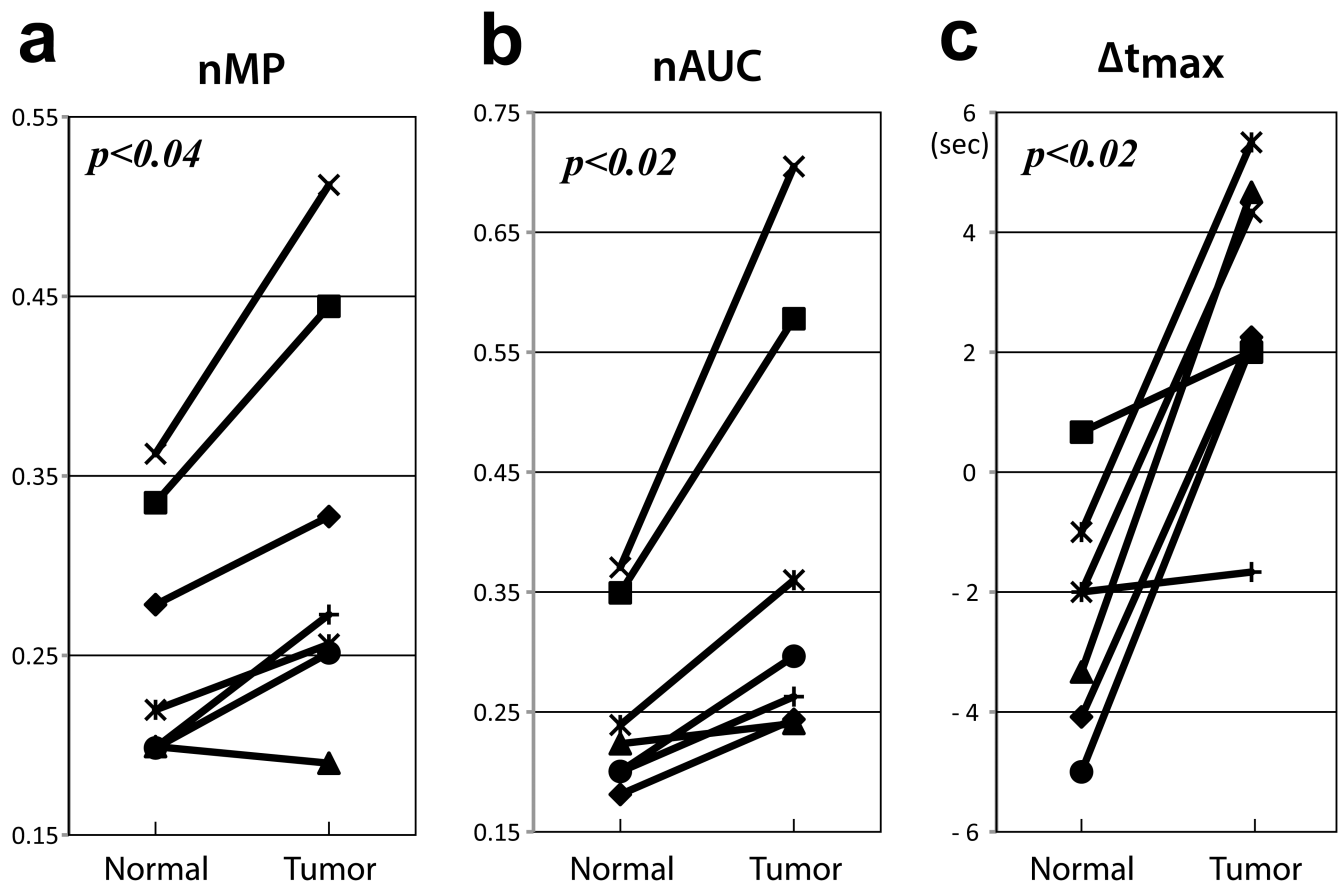 a
nMP
0.55
0.45
0.35
0.25
0.15
p<0.04
Normal Tumor
b
nAUC
0.75
0.65
0.55
0.45
0.35
0.25
0.15
p<0.02
Normal Tumor
c
Δtmax
6
(sec)
4
2
0
- 2
- 4
- 6
p<0.02
Normal Tumor